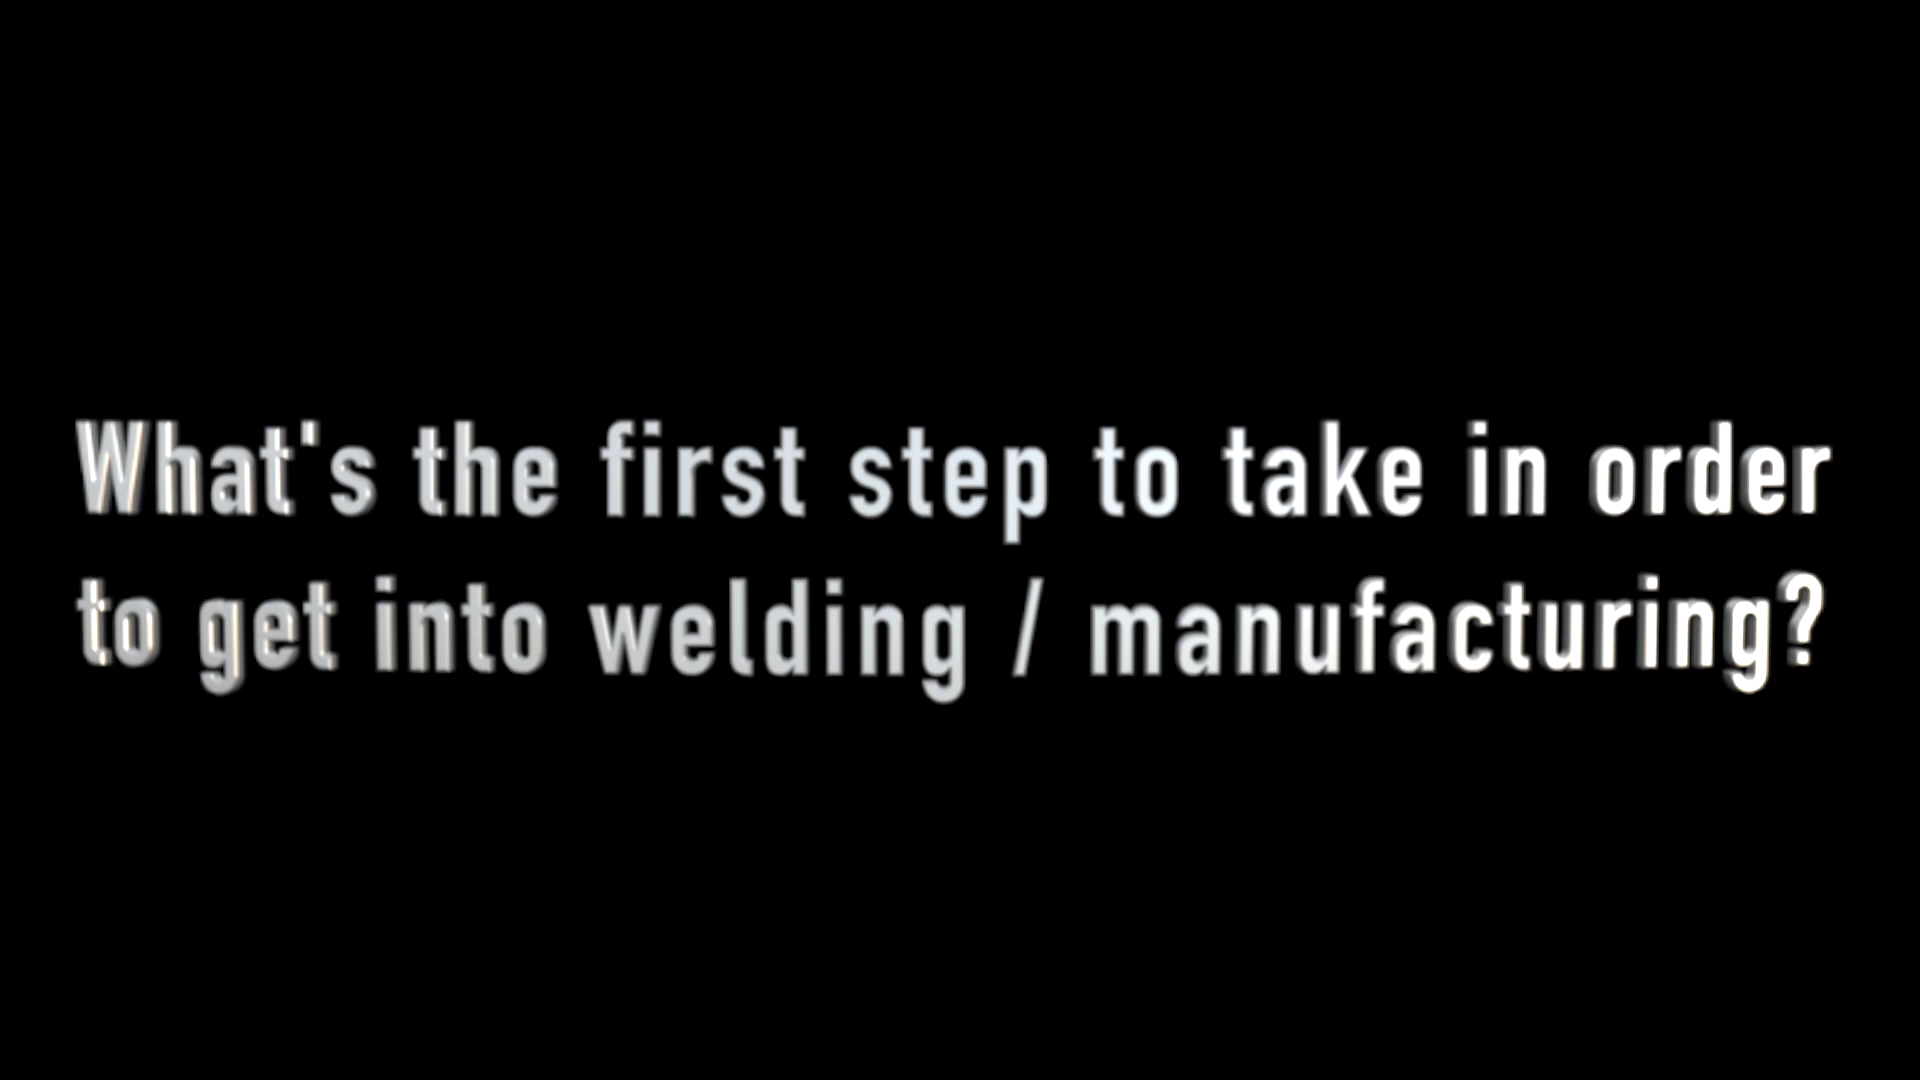 What's the first step to take in order
to get into welding / manufacturing?